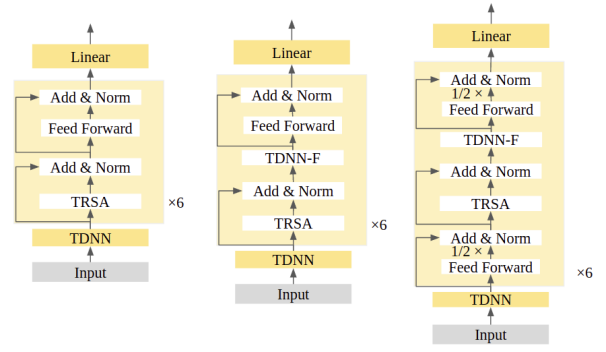 Linear
Add & Norm
Feed Forward
Add & Norm
TRSA
×6
TDNN
Input
Linear
Add & Norm
Feed Forward
TDNN-F
Add & Norm
TRSA
×6
TDNN
Input
Linear
Add & Norm
1/2 ×
Feed Forward
TDNN-F
Add & Norm
TRSA
Add & Norm
1/2 ×
Feed Forward
×6
TDNN
Input